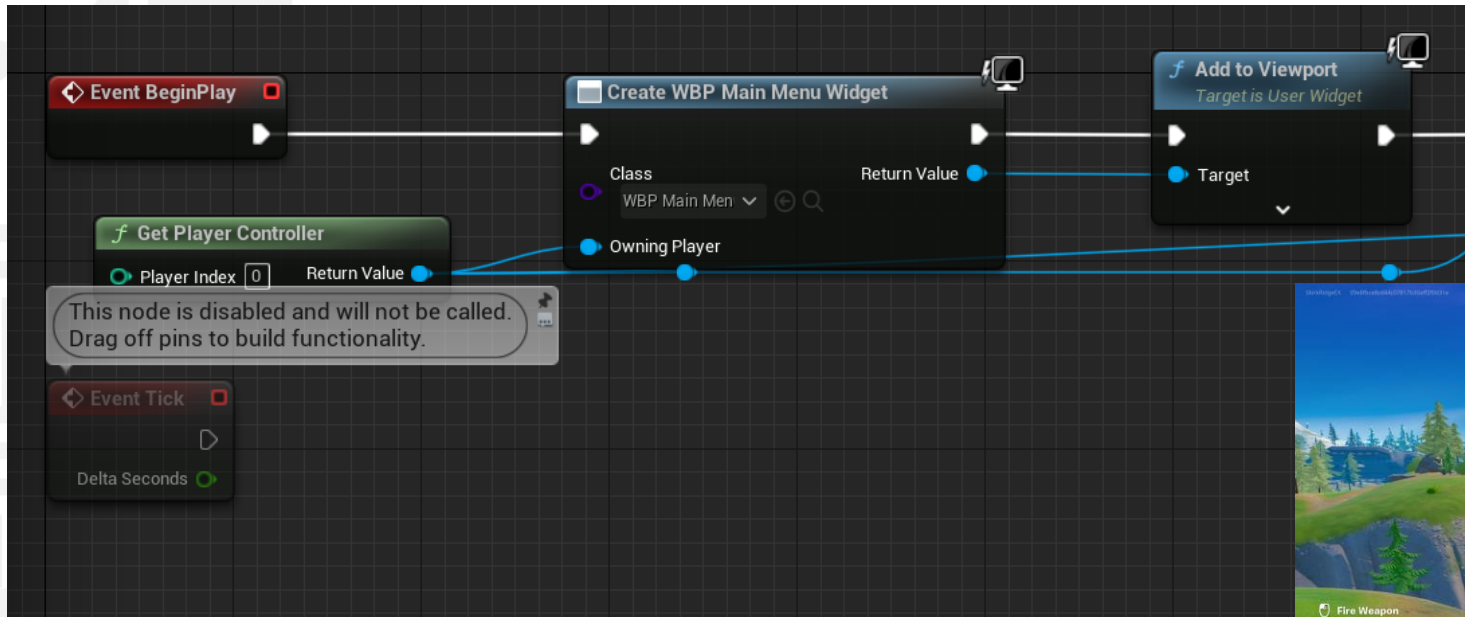 Event BeginPlay
Create WBP Main Menu Widget
Add to Viewport
Target is User Widget
Class
Return Value
Target
WBP Main Men
f Get Player Controller
Owning Player
Player Index 0 Return Value
This node is disabled and will not be called.
Drag off pins to build functionality.
Event Tick
Delta Seconds
Fire Weapon